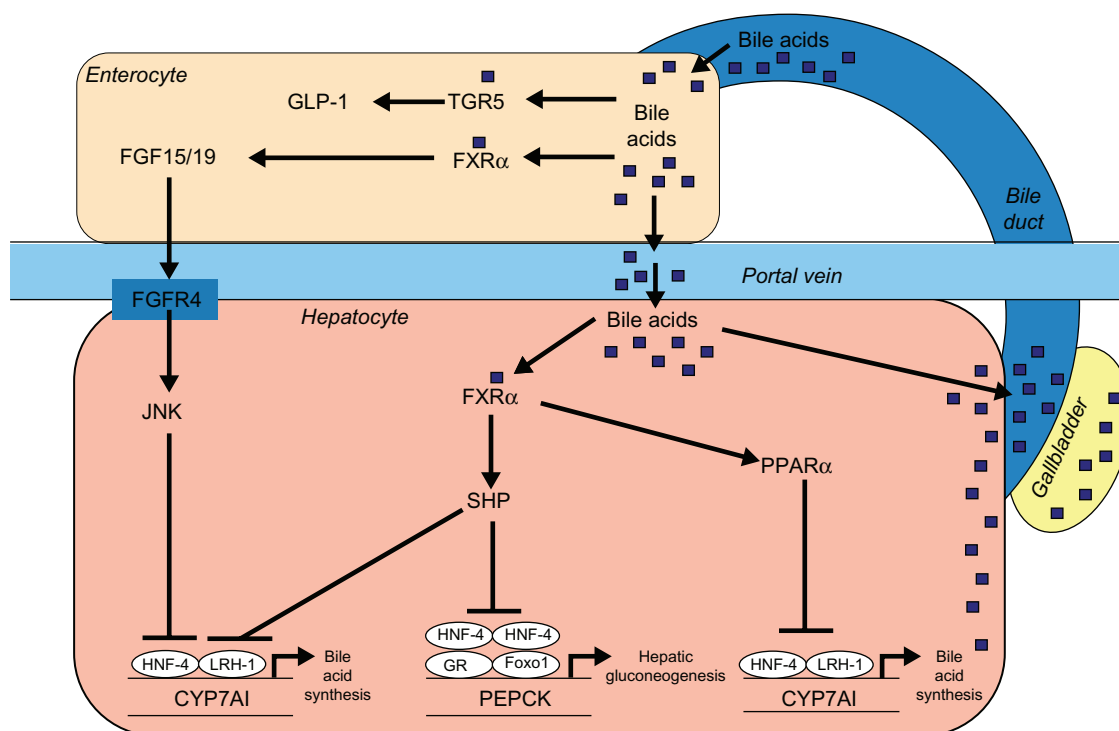 Bile acids
Enterocyte
GLP-1
TGR5
Bile
acids
FGF15/19
FXRα
Bile
duct
Portal vein
FGFR4
Hepatocyte
Bile acids
FXRα
JNK
PPARα
Gallbladder
SHP
HNF-4
LRH-1
Bile
acid
synthesis
CYP7AI
HNF-4
HNF-4
GR
Foxo1
Hepatic
gluconeogenesis
PEPCK
HNF-4
LRH-1
Bile
acid
synthesis
CYP7AI